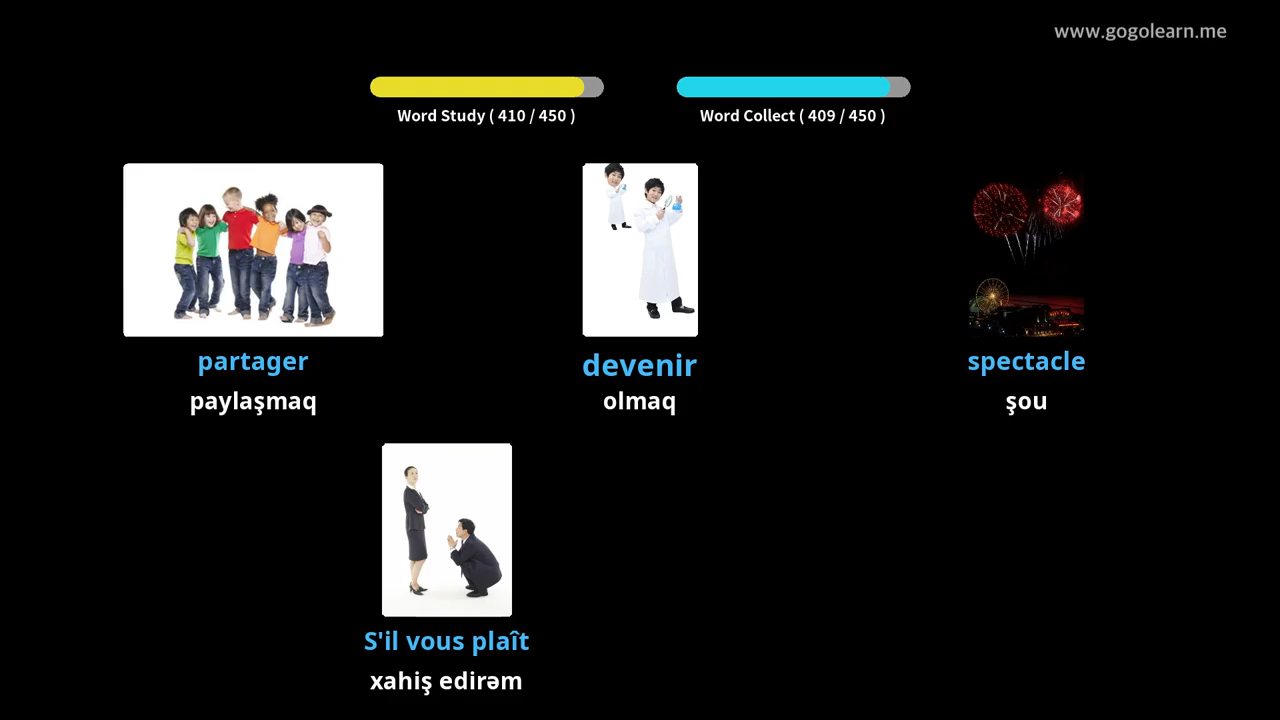 www.gogolearn.me
Word Study ( 410 / 450 )
Word Collect ( 409 / 450 )
partager
devenir
spectacle
paylaşmaq
olmaq
şou
S'il vous plaît
xahiş edirəm